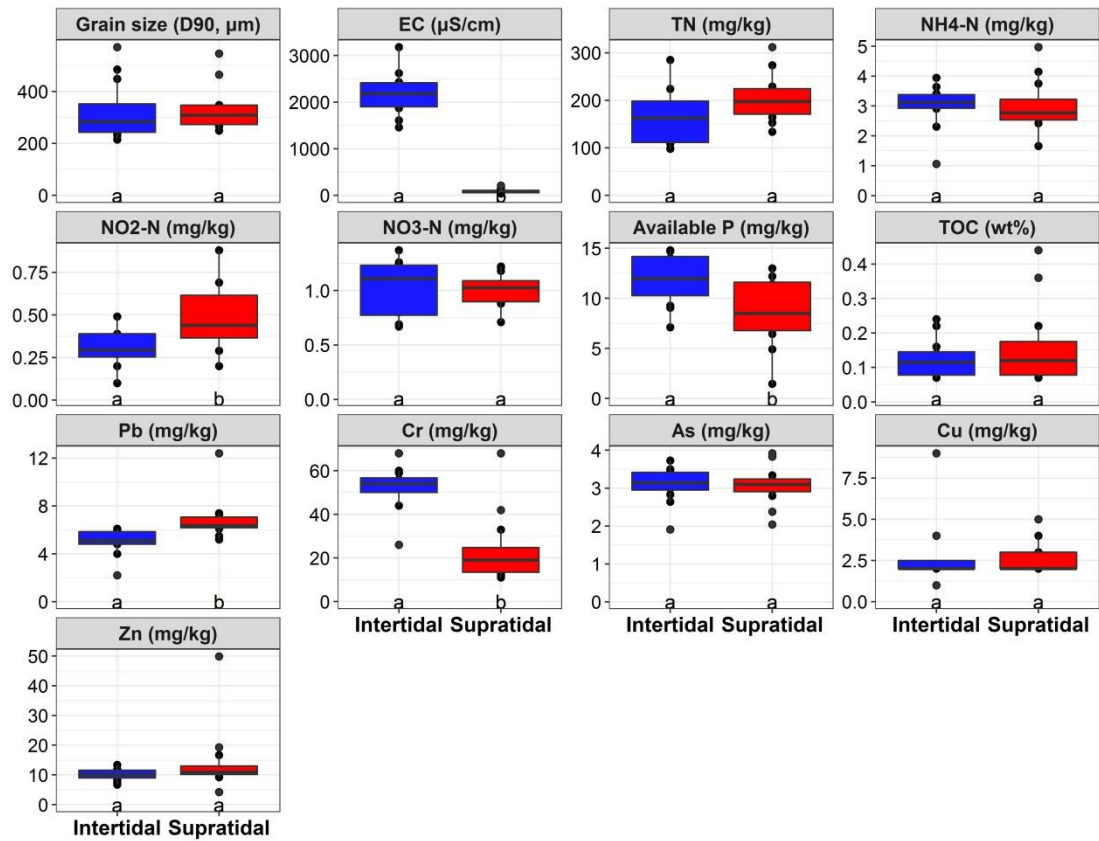 Grain size (D90, µm) EC (µS/cm) TN (mg/kg) NH4-N (mg/kg)
400
200
0
a a
3000
2000
1000
0
a b
300
200
100
0
a a
5
4
3
2
1
0
a a
NO2-N (mg/kg) NO3-N (mg/kg) Available P (mg/kg) TOC (wt%)
0.75
0.50
0.25
0.00
a b
1.0
0.5
0.0
a a
15
10
5
0
a b
0.4
0.3
0.2
0.1
0.0
a a
Pb (mg/kg) Cr (mg/kg) As (mg/kg) Cu (mg/kg)
12
8
4
0
a b
60
40
20
0
a b
4
3
2
1
0
a a
7.5
5.0
2.5
0.0
a a
Intertidal Supratidal Intertidal Supratidal Intertidal Supratidal
Zn (mg/kg)
50
40
30
20
10
0
a a
Intertidal Supratidal